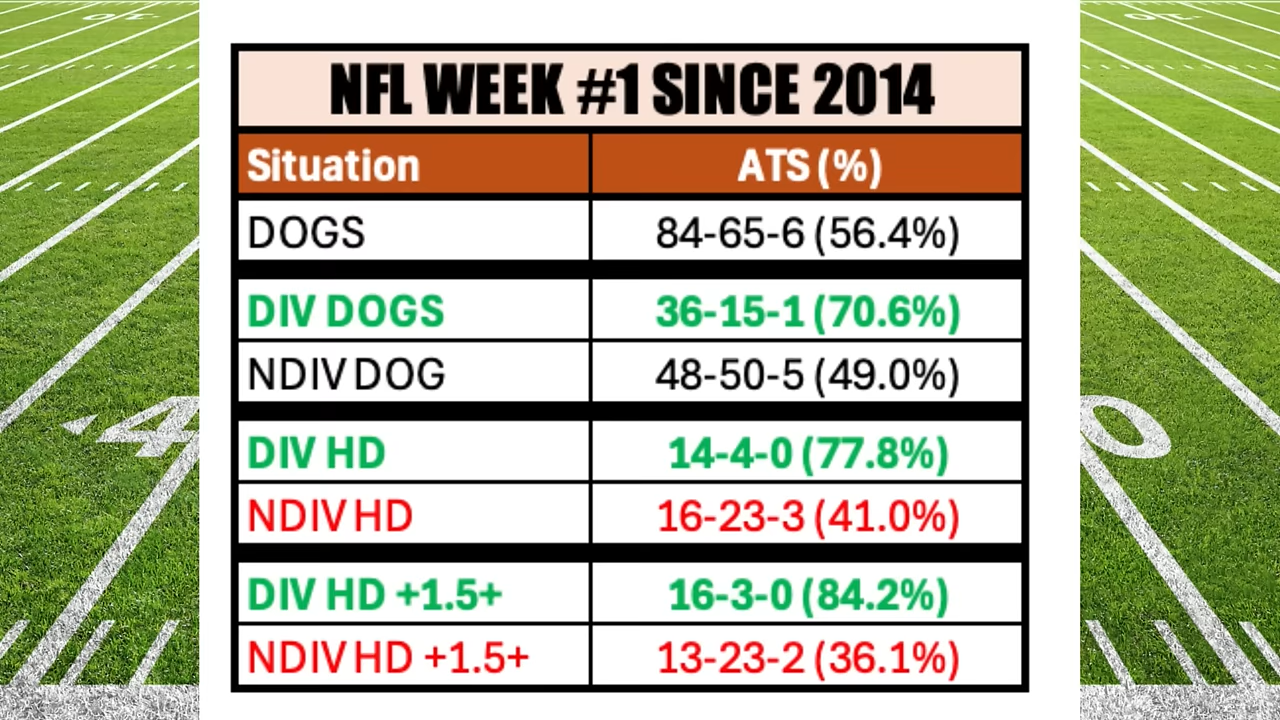 NFL WEEK #1 SINCE 2014
Situation ATS (%)
DOGS 84-65-6 (56.4%)
DIV DOGS 36-15-1 (70.6%)
NDIV DOG 48-50-5 (49.0%)
DIV HD 14-4-0 (77.8%)
NDIV HD 16-23-3 (41.0%)
DIV HD +1.5+ 16-3-0 (84.2%)
NDIV HD +1.5+ 13-23-2 (36.1%)
4
0